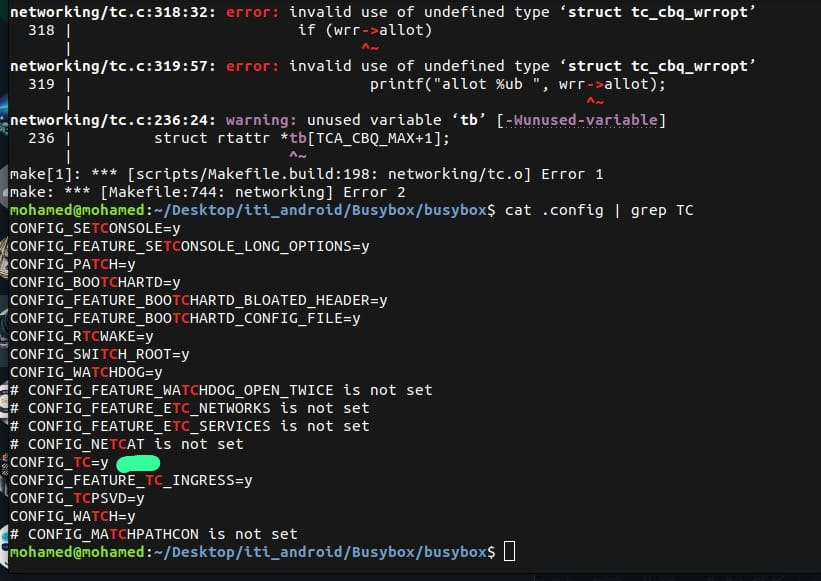 networking/tc.c:318:32: error: invalid use of undefined type ‘struct tc_cbq_wrropt’
318 | if (wrr->allot)
| ^~
networking/tc.c:319:57: error: invalid use of undefined type ‘struct tc_cbq_wrropt’
319 | printf("allot %ub ", wrr->allot);
| ^~
networking/tc.c:236:24: warning: unused variable ‘tb’ [-Wunused-variable]
236 | struct rtattr *tb[TCA_CBQ_MAX+1];
| ^~
make[1]: *** [scripts/Makefile.build:198: networking/tc.o] Error 1
make: *** [Makefile:744: networking] Error 2
mohamed@mohamed:~/Desktop/iti_android/Busybox/busybox$ cat .config | grep TC
CONFIG_SETCONSOLE=y
CONFIG_FEATURE_SETCONSOLE_LONG_OPTIONS=y
CONFIG_PATCH=y
CONFIG_BOOTCHARTD=y
CONFIG_FEATURE_BOOTCHARTD_BLOATED_HEADER=y
CONFIG_FEATURE_BOOTCHARTD_CONFIG_FILE=y
CONFIG_RTCWAKE=y
CONFIG_SWITCH_ROOT=y
CONFIG_WATCHDOG=y
# CONFIG_FEATURE_WATCHDOG_OPEN_TWICE is not set
# CONFIG_FEATURE_ETC_NETWORKS is not set
# CONFIG_FEATURE_ETC_SERVICES is not set
# CONFIG_NETCAT is not set
CONFIG_TC=y
CONFIG_FEATURE_TC_INGRESS=y
CONFIG_TCPSVD=y
CONFIG_WATCH=y
# CONFIG_MATCHPATHCON is not set
mohamed@mohamed:~/Desktop/iti_android/Busybox/busybox$